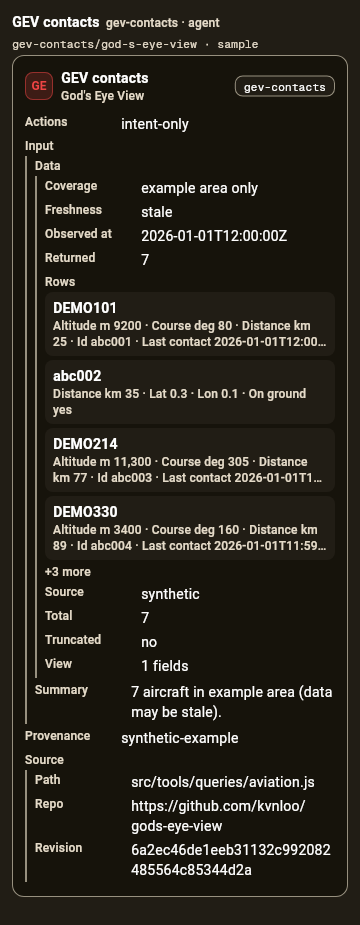 GEV contacts gev-contacts · agent
gev-contacts/god-s-eye-view · sample
GE
GEV contacts
God's Eye View
gev-contacts
Actions intent-only
Input
Data
Coverage example area only
Freshness stale
Observed at 2026-01-01T12:00:00Z
Returned 7
Rows
DEMO101
Altitude m 9200 · Course deg 80 · Distance km
25 · Id abc001 · Last contact 2026-01-01T12:00…
abc002
Distance km 35 · Lat 0.3 · Lon 0.1 · On ground
yes
DEMO214
Altitude m 11,300 · Course deg 305 · Distance
km 77 · Id abc003 · Last contact 2026-01-01T1…
DEMO330
Altitude m 3400 · Course deg 160 · Distance km
89 · Id abc004 · Last contact 2026-01-01T11:59…
+3 more
Source synthetic
Total 7
Truncated no
View 1 fields
Summary 7 aircraft in example area (data
may be stale).
Provenance synthetic-example
Source
Path src/tools/queries/aviation.js
Repo https://github.com/kvnloo/
gods-eye-view
Revision 6a2ec46de1eeb31132c992082
485564c85344d2a